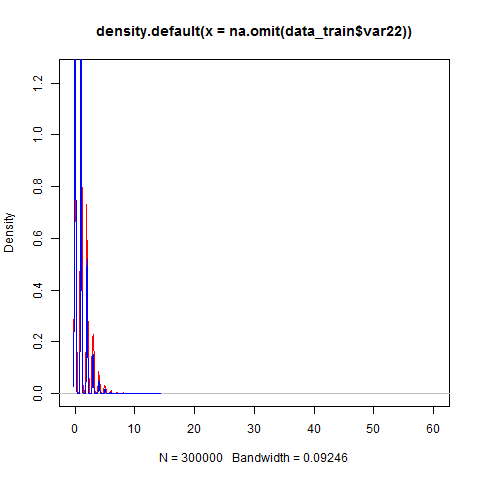 density.default(x = na.omit(data_train$var22))
1.2
1.0
0.8
0.6
0.4
0.2
0.0
Density
0 10 20 30 40 50 60
N = 300000 Bandwidth = 0.09246